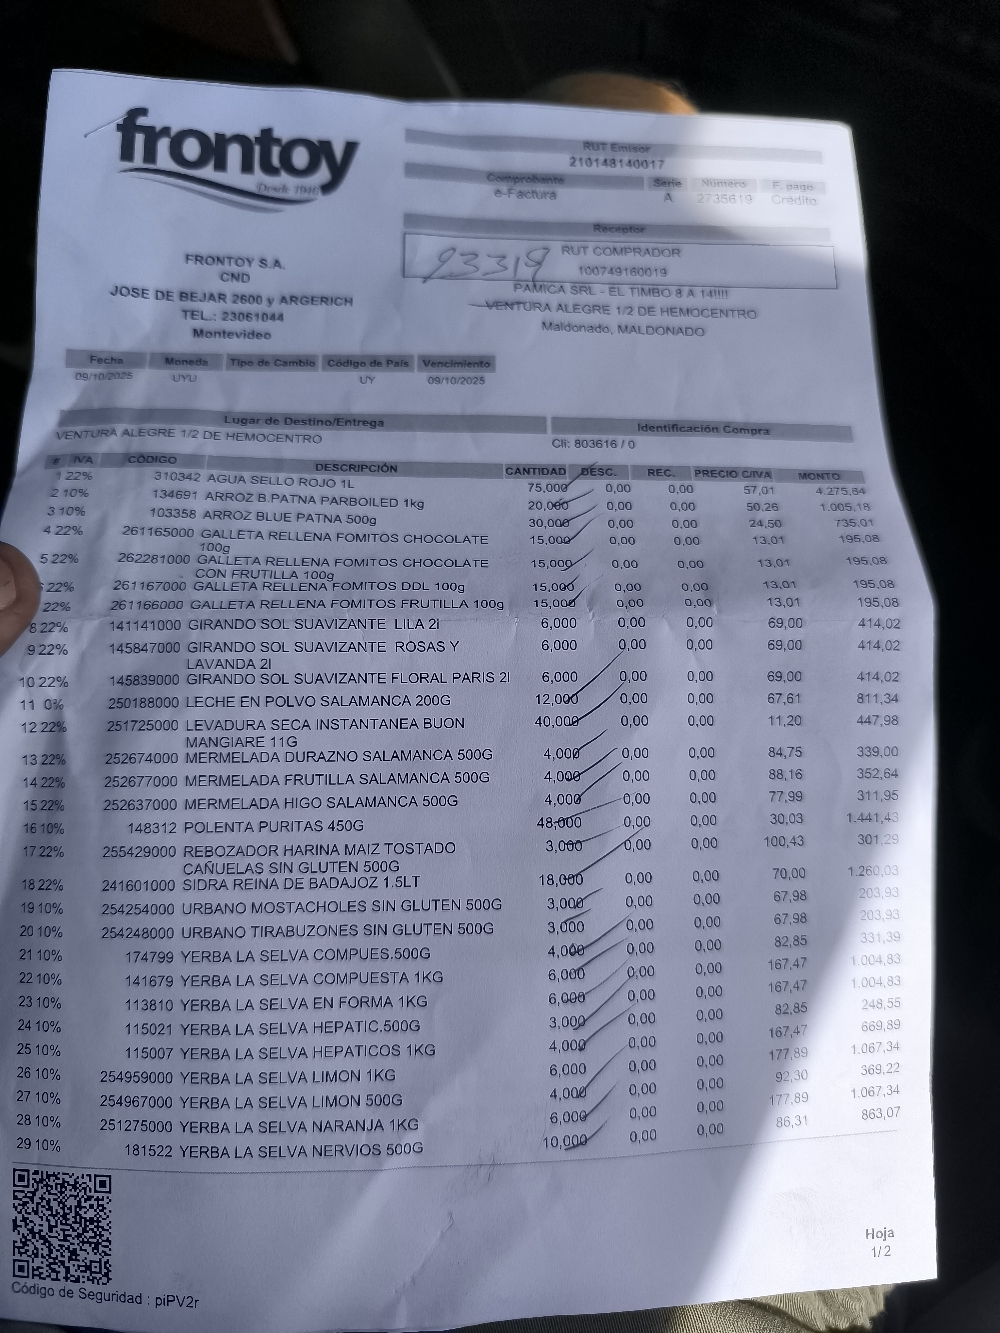 frontoy
Desde 1940
RUT Emisor
210148140017
Comprobante Serie Número F. pago
e-Factura A 2735619 Crédito
Receptor
93319 RUT COMPRADOR
100749160019
PAMICA SRL - EL TIMBO 8 A 14!!!!
VENTURA ALEGRE 1/2 DE HEMOCENTRO
Maldonado, MALDONADO
FRONTOY S.A.
CND
JOSE DE BEJAR 2600 y ARGERICH
TEL.: 23061044
Montevideo
Fecha Moneda Tipo de Cambio Código de País Vencimiento
09/10/2025 UYU UY 09/10/2025
Lugar de Destino/Entrega Identificación Compra
VENTURA ALEGRE 1/2 DE HEMOCENTRO Cli: 803616 / 0
# IVA CÓDIGO DESCRIPCIÓN CANTIDAD DESC. REC. PRECIO C/IVA MONTO
1 22% 310342 AGUA SELLO ROJO 1L 75,000 0,00 0,00 57,01 4.275,64
2 10% 134691 ARROZ B.PATNA PARBOILED 1kg 20,000 0,00 0,00 50,26 1.005,18
3 10% 103358 ARROZ BLUE PATNA 500g 30,000 0,00 0,00 24,50 735,01
4 22% 261165000 GALLETA RELLENA FOMITOS CHOCOLATE 15,000 0,00 0,00 13,01 195,08
100g
5 22% 262281000 GALLETA RELLENA FOMITOS CHOCOLATE 15,000 0,00 0,00 13,01 195,08
CON FRUTILLA 100g
22% 261167000 GALLETA RELLENA FOMITOS DDL 100g 15,000 0,00 0,00 13,01 195,08
22% 261166000 GALLETA RELLENA FOMITOS FRUTILLA 100g 15,000 0,00 0,00 13,01 195,08
8 22% 141141000 GIRANDO SOL SUAVIZANTE LILA 2l 6,000 0,00 0,00 69,00 414,02
9 22% 145847000 GIRANDO SOL SUAVIZANTE ROSAS Y 6,000 0,00 0,00 69,00 414,02
LAVANDA 2l
10 22% 145839000 GIRANDO SOL SUAVIZANTE FLORAL PARIS 2l 6,000 0,00 0,00 69,00 414,02
11 0% 250188000 LECHE EN POLVO SALAMANCA 200g 12,000 0,00 0,00 67,61 811,34
12 22% 251725000 LEVADURA SECA INSTANTANEA BUON 40,000 0,00 0,00 11,20 447,98
MANGIARE 11G
13 22% 252674000 MERMELADA DURAZNO SALAMANCA 500G 4,000 0,00 0,00 84,75 339,00
14 22% 252677000 MERMELADA FRUTILLA SALAMANCA 500G 4,000 0,00 0,00 88,16 352,64
15 22% 252637000 MERMELADA HIGO SALAMANCA 500G 4,000 0,00 0,00 77,99 311,95
16 10% 148312 POLENTA PURITAS 450G 48,000 0,00 0,00 30,03 1.441,43
17 22% 255429000 REBOZADOR HARINA MAIZ TOSTADO 3,000 0,00 0,00 100,43 301,29
CAÑUELAS SIN GLUTEN 500G
18 22% 241601000 SIDRA REINA DE BADAJOZ 1.5LT 18,000 0,00 0,00 70,00 1.260,03
19 10% 254254000 URBANO MOSTACHOLES SIN GLUTEN 500G 3,000 0,00 0,00 67,98 203,93
20 10% 254248000 URBANO TIRABUZONES SIN GLUTEN 500G 3,000 0,00 0,00 67,98 203,93
21 10% 174799 YERBA LA SELVA COMPUES.500G 4,000 0,00 0,00 82,85 331,39
22 10% 141679 YERBA LA SELVA COMPUESTA 1KG 6,000 0,00 0,00 167,47 1.004,83
23 10% 113810 YERBA LA SELVA EN FORMA 1KG 6,000 0,00 0,00 167,47 1.004,83
24 10% 115021 YERBA LA SELVA HEPATIC.500G 3,000 0,00 0,00 82,85 248,55
25 10% 115007 YERBA LA SELVA HEPATICOS 1KG 4,000 0,00 0,00 167,47 669,89
26 10% 254959000 YERBA LA SELVA LIMON 1KG 6,000 0,00 0,00 177,89 1.067,34
27 10% 254967000 YERBA LA SELVA LIMON 500G 4,000 0,00 0,00 92,30 369,22
28 10% 251275000 YERBA LA SELVA NARANJA 1KG 6,000 0,00 0,00 177,89 1.067,34
29 10% 181522 YERBA LA SELVA NERVIOS 500G 10,000 0,00 0,00 86,31 863,07
Hoja
1/2
Código de Seguridad : piPV2r